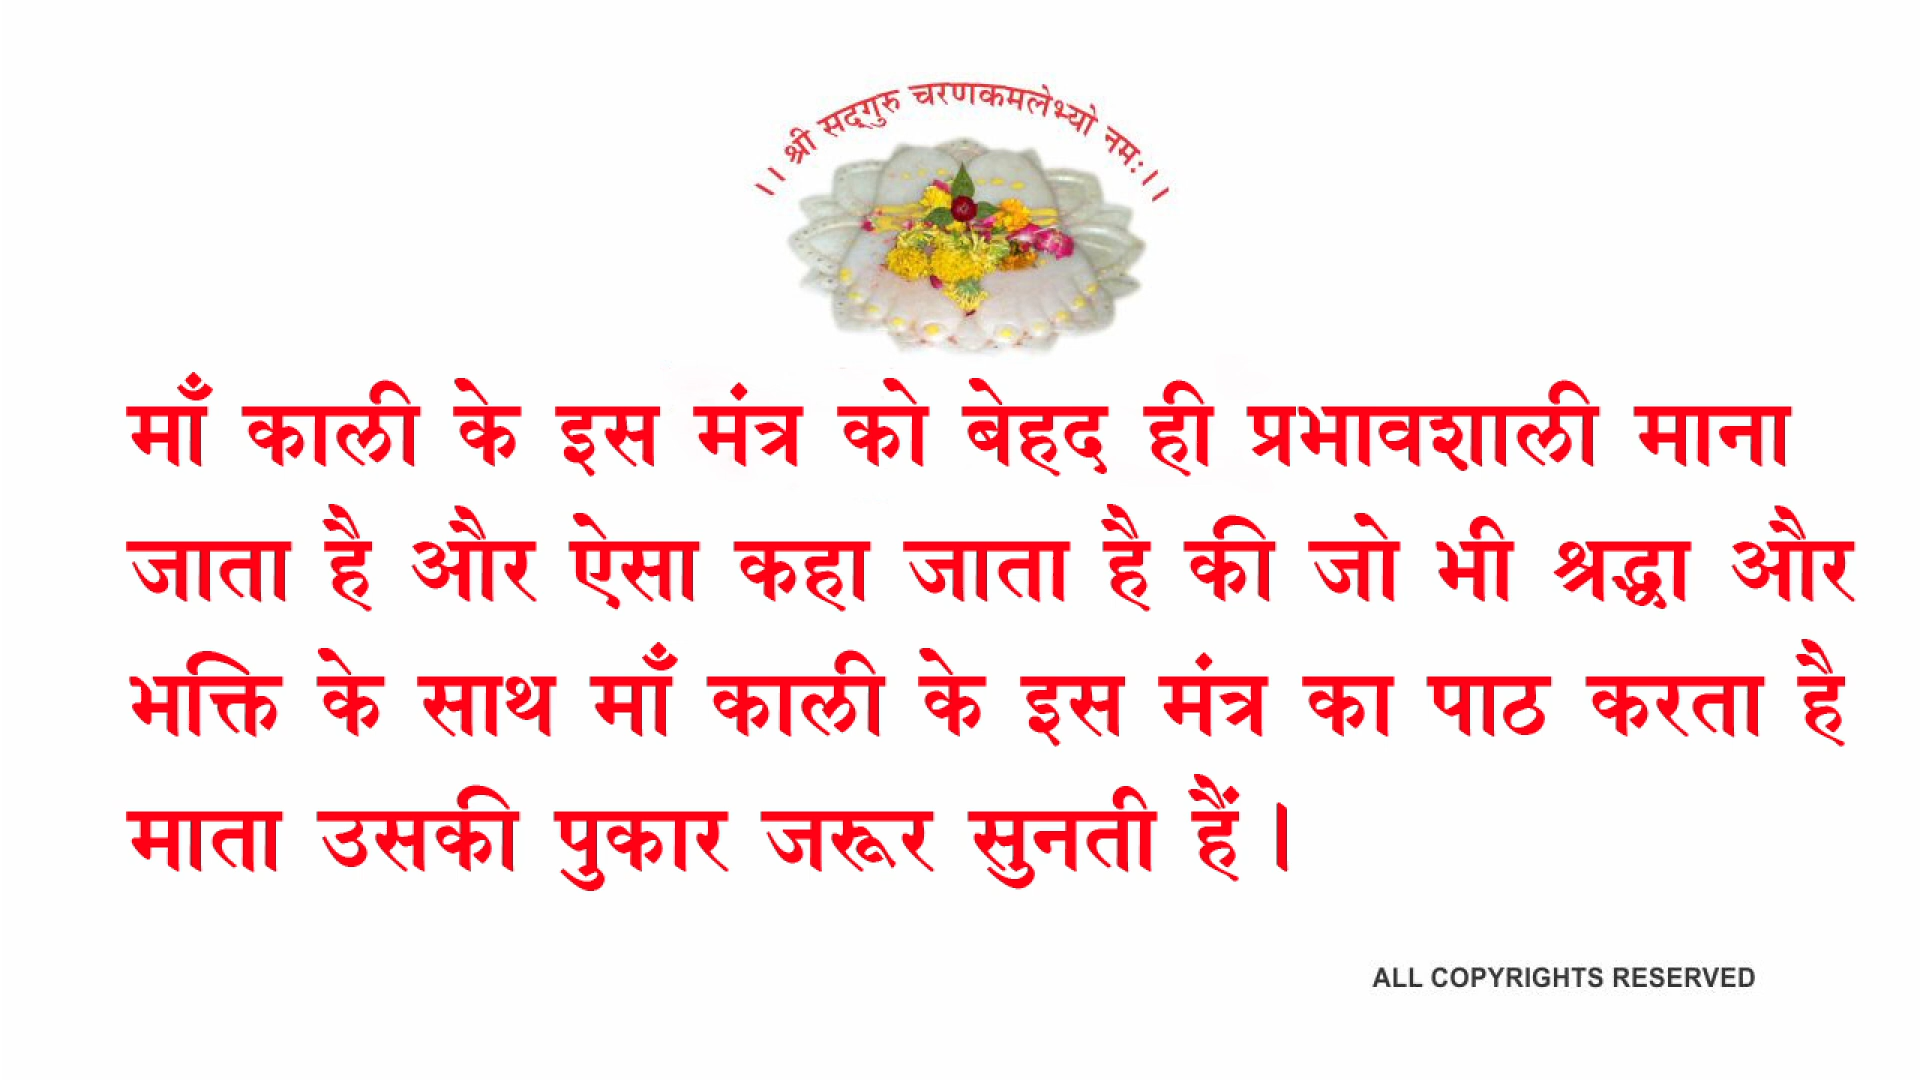 ।। श्री सद्गुरु चरणकमलेभ्यो नमः।।
माँ काली के इस मंत्र को बेहद ही प्रभावशाली माना
जाता है और ऐसा कहा जाता है की जो भी श्रद्धा और
भक्ति के साथ माँ काली के इस मंत्र का पाठ करता है
माता उसकी पुकार जरूर सुनती हैं।
ALL COPYRIGHTS RESERVED